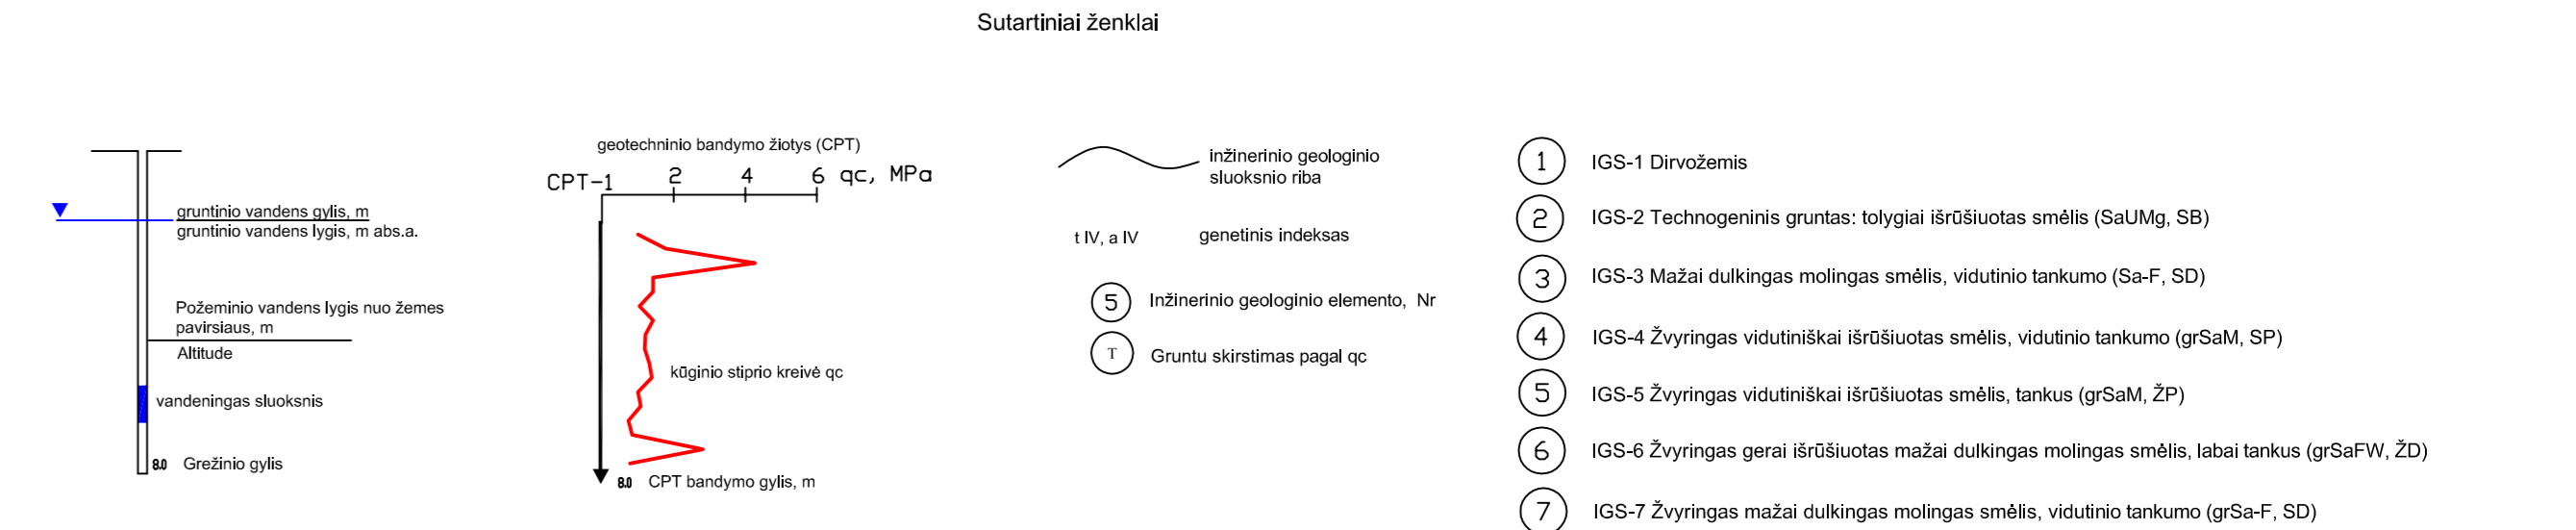 Sutartiniai ženklai
gruntinio vandens gylis, m
gruntinio vandens lygis, m abs.a.
Požeminio vandens lygis nuo žemes
pavirsiaus, m
Altitude
vandeningas sluoksnis
8.0 Grežinio gylis
geotechninio bandymo žiotys (CPT)
CPT-1 2 4 6 qc, MPa
kūginio stiprio kreivė qc
8.0 CPT bandymo gylis, m
inžinerinio geologinio
sluoksnio riba
t IV, a IV genetinis indeksas
5 Inžinerinio geologinio elemento, Nr
T Gruntu skirstimas pagal qc
1 IGS-1 Dirvožemis
2 IGS-2 Technogeninis gruntas: tolygiai išrūšiuotas smėlis (SaUMg, SB)
3 IGS-3 Mažai dulkingas molingas smėlis, vidutinio tankumo (Sa-F, SD)
4 IGS-4 Žvyringas vidutiniškai išrūšiuotas smėlis, vidutinio tankumo (grSaM, SP)
5 IGS-5 Žvyringas vidutiniškai išrūšiuotas smėlis, tankus (grSaM, ŽP)
6 IGS-6 Žvyringas gerai išrūšiuotas mažai dulkingas molingas smėlis, labai tankus (grSaFW, ŽD)
7 IGS-7 Žvyringas mažai dulkingas molingas smėlis, vidutinio tankumo (grSa-F, SD)